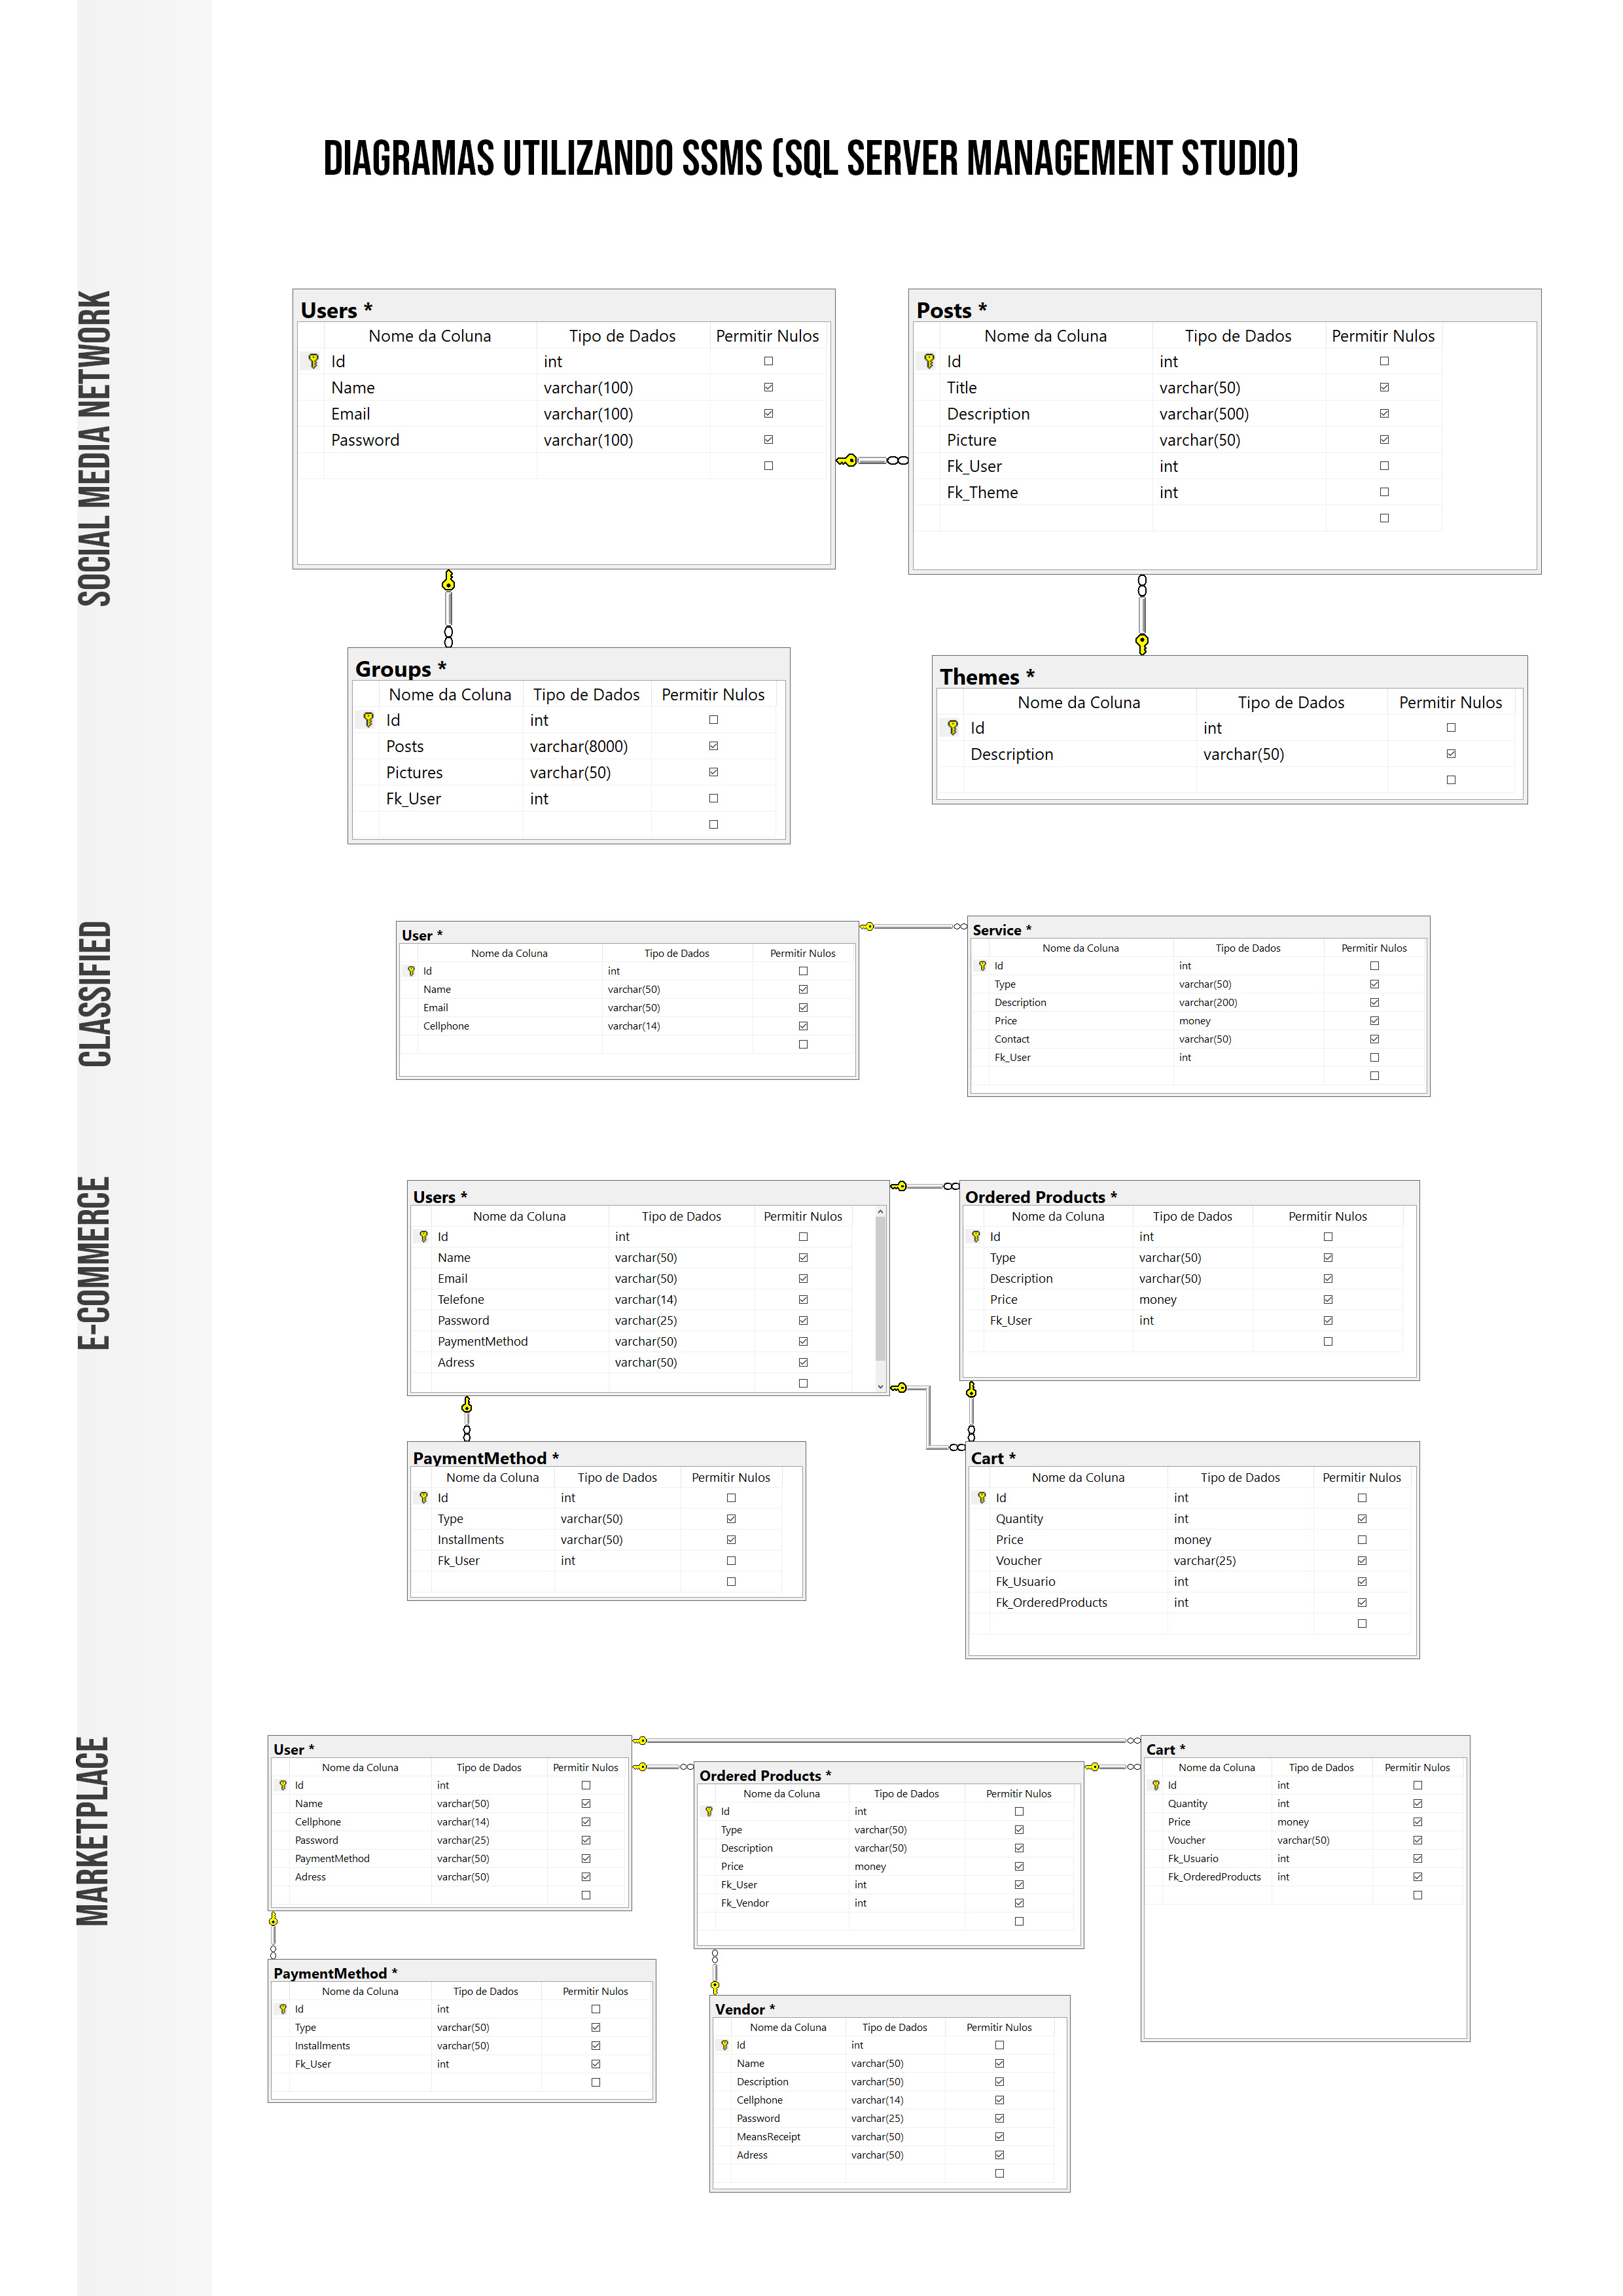 DIAGRAMAS UTILIZANDO SSMS (SQL SERVER MANAGEMENT STUDIO)
SOCIAL MEDIA NETWORK
Users *
Nome da Coluna Tipo de Dados Permitir Nulos
Id int
Name varchar(100)
Email varchar(100)
Password varchar(100)
Posts *
Nome da Coluna Tipo de Dados Permitir Nulos
Id int
Title varchar(50)
Description varchar(500)
Picture varchar(50)
Fk_User int
Fk_Theme int
Groups *
Nome da Coluna Tipo de Dados Permitir Nulos
Id int
Posts varchar(8000)
Pictures varchar(50)
Fk_User int
Themes *
Nome da Coluna Tipo de Dados Permitir Nulos
Id int
Description varchar(50)
CLASSIFIED
User *
Nome da Coluna Tipo de Dados Permitir Nulos
Id int
Name varchar(50)
Email varchar(50)
Cellphone varchar(14)
Service *
Nome da Coluna Tipo de Dados Permitir Nulos
Id int
Type varchar(50)
Description varchar(200)
Price money
Contact varchar(50)
Fk_User int
E-COMMERCE
Users *
Nome da Coluna Tipo de Dados Permitir Nulos
Id int
Name varchar(50)
Email varchar(50)
Telefone varchar(14)
Password varchar(25)
PaymentMethod varchar(50)
Adress varchar(50)
Ordered Products *
Nome da Coluna Tipo de Dados Permitir Nulos
Id int
Type varchar(50)
Description varchar(50)
Price money
Fk_User int
PaymentMethod *
Nome da Coluna Tipo de Dados Permitir Nulos
Id int
Type varchar(50)
Installments varchar(50)
Fk_User int
Cart *
Nome da Coluna Tipo de Dados Permitir Nulos
Id int
Quantity int
Price money
Voucher varchar(25)
Fk_Usuario int
Fk_OrderedProducts int
MARKETPLACE
User *
Nome da Coluna Tipo de Dados Permitir Nulos
Id int
Name varchar(50)
Cellphone varchar(14)
Password varchar(25)
PaymentMethod varchar(50)
Adress varchar(50)
Ordered Products *
Nome da Coluna Tipo de Dados Permitir Nulos
Id int
Type varchar(50)
Description varchar(50)
Price money
Fk_User int
Fk_Vendor int
Cart *
Nome da Coluna Tipo de Dados Permitir Nulos
Id int
Quantity int
Price money
Voucher varchar(50)
Fk_Usuario int
Fk_OrderedProducts int
PaymentMethod *
Nome da Coluna Tipo de Dados Permitir Nulos
Id int
Type varchar(50)
Installments varchar(50)
Fk_User int
Vendor *
Nome da Coluna Tipo de Dados Permitir Nulos
Id int
Name varchar(50)
Description varchar(50)
Cellphone varchar(14)
Password varchar(25)
MeansReceipt varchar(50)
Adress varchar(50)